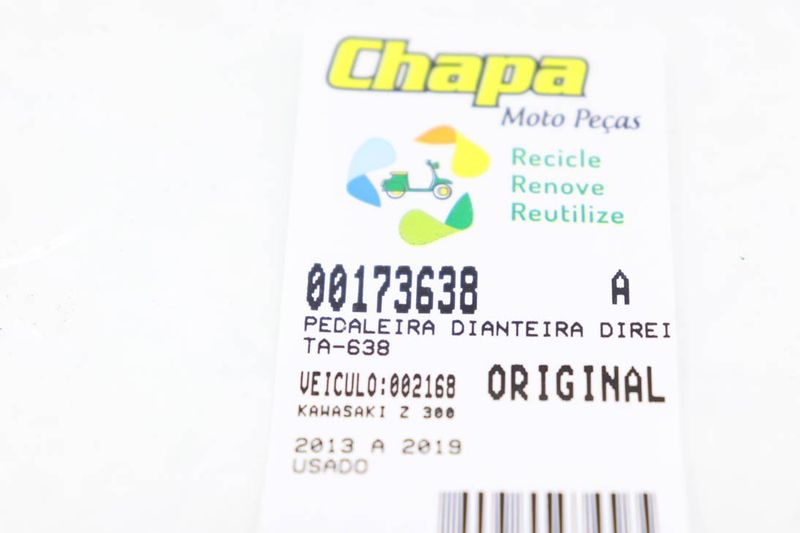 Chapa
Moto Peças
Recicle
Renove
Reutilize
00173638 A
PEDALEIRA DIANTEIRA DIREI
TA-638
VEICULO:002168 ORIGINAL
KAWASAKI Z 300
2013 A 2019
USADO